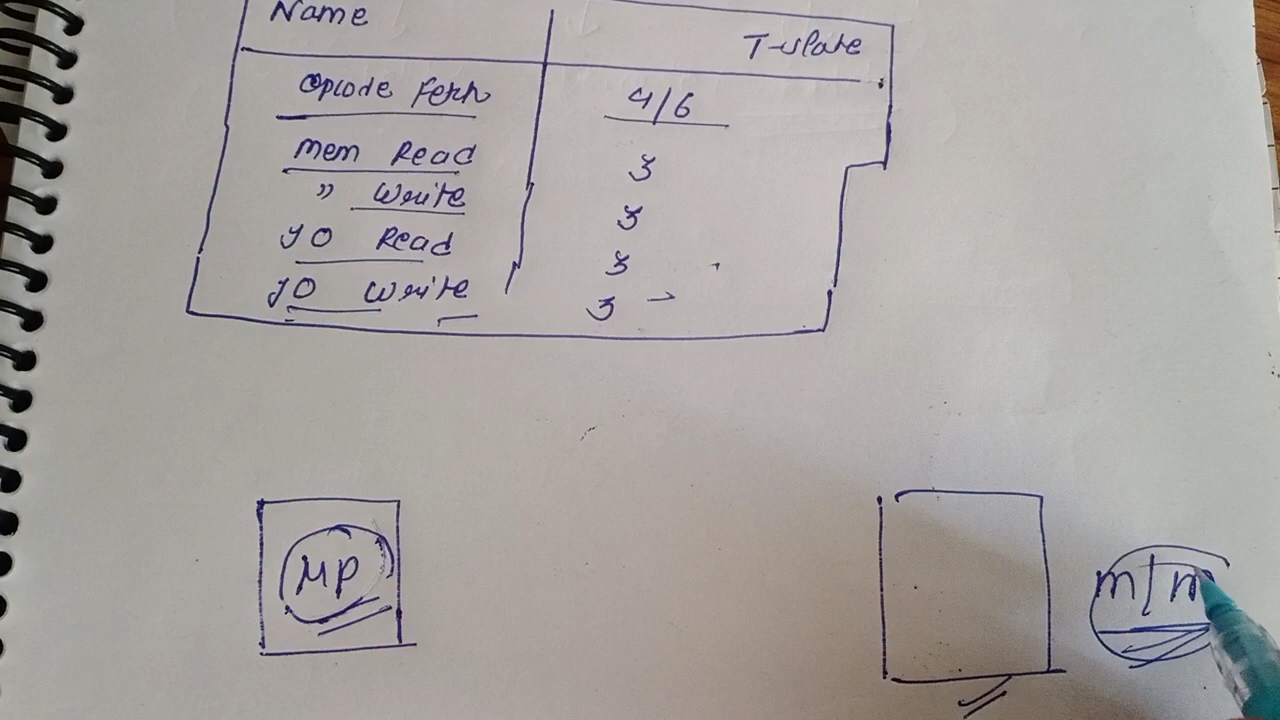 Name T-state
Opcode Fetch 4/6
Mem Read 3
" Write 3
IO Read 3
IO Write 3
MP m/m